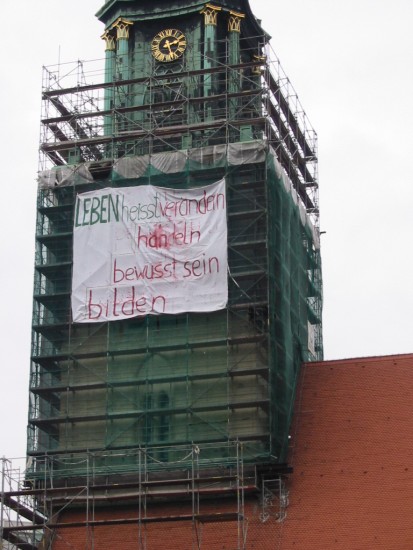 LEBEN heisst verändern
handeln
bewusst sein
bilden